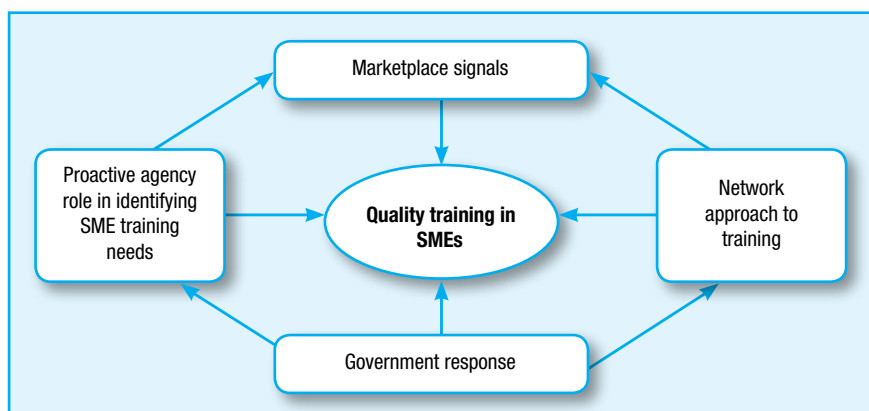 Marketplace signals
Proactive agency
role in identifying
SME training
needs
Quality training in
SMEs
Network
approach to
training
Government response